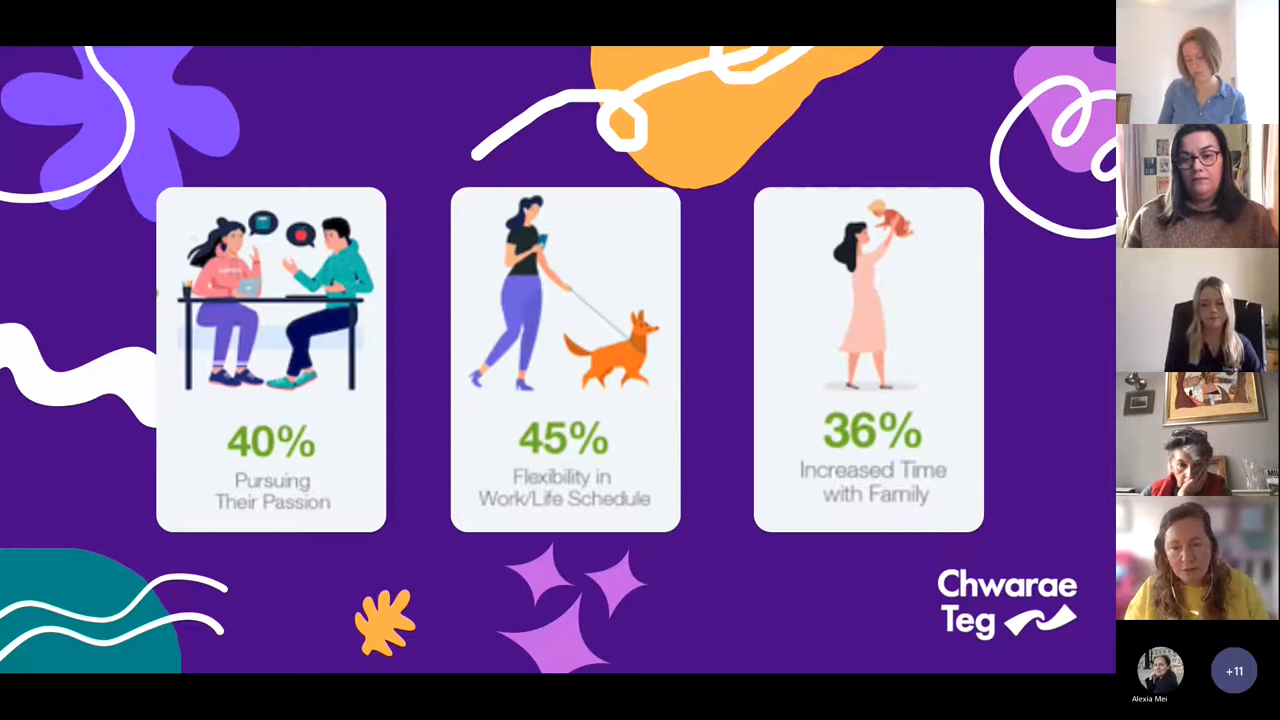 40%
Pursuing
Their Passion
45%
Flexibility in
Work/Life Schedule
36%
Increased Time
with Family
Chwarae
Teg
Alexia Mei
+11